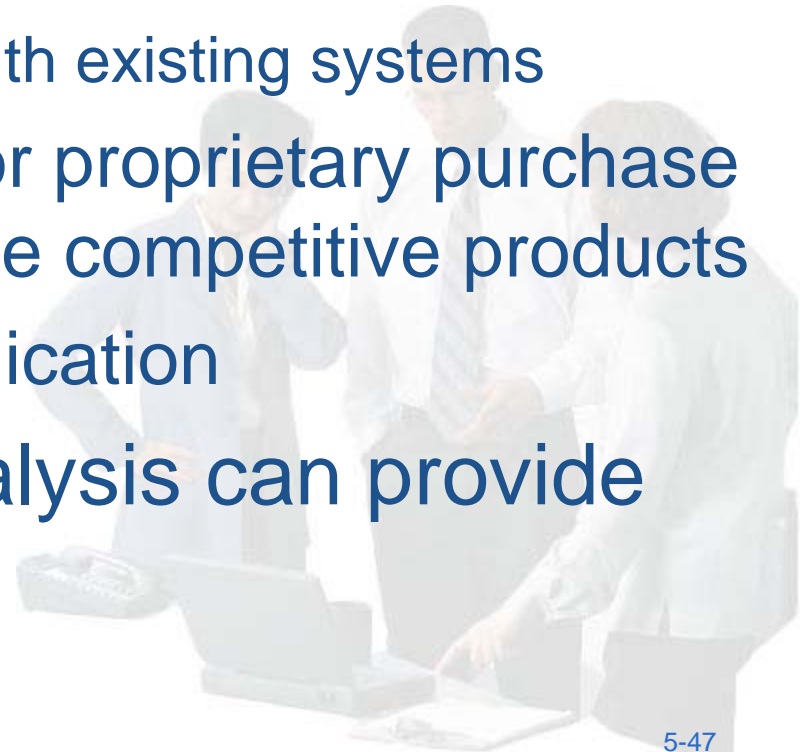 th existing systems
or proprietary purchase
e competitive products
ication
alysis can provide
5-47